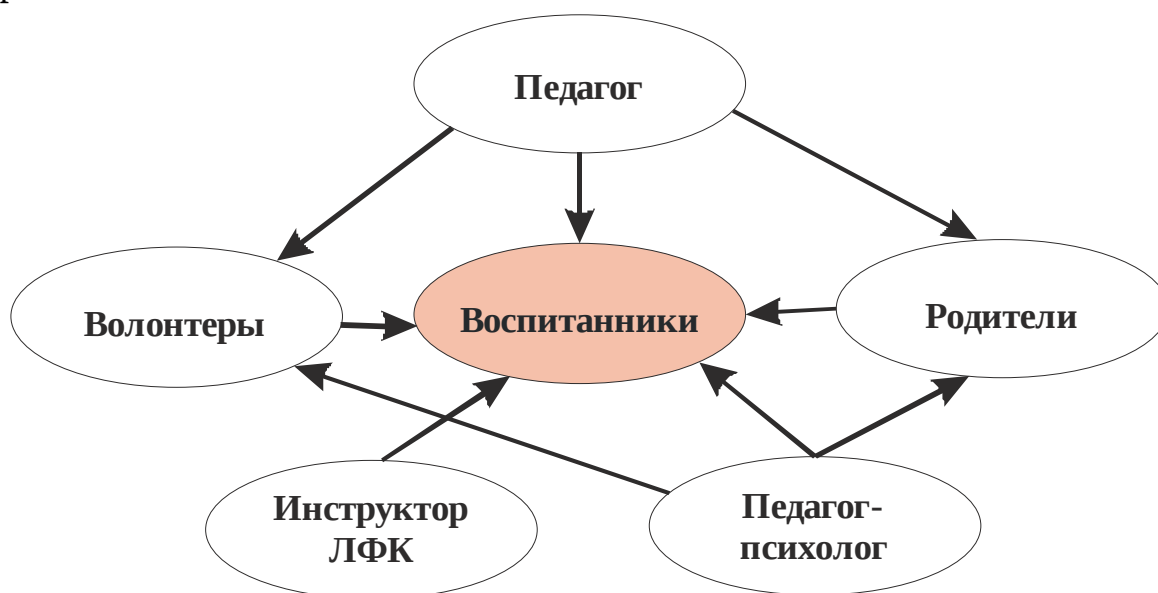 Педагог
Волонтеры
Воспитанники
Родители
Инструктор
ЛФК
Педагог-
психолог